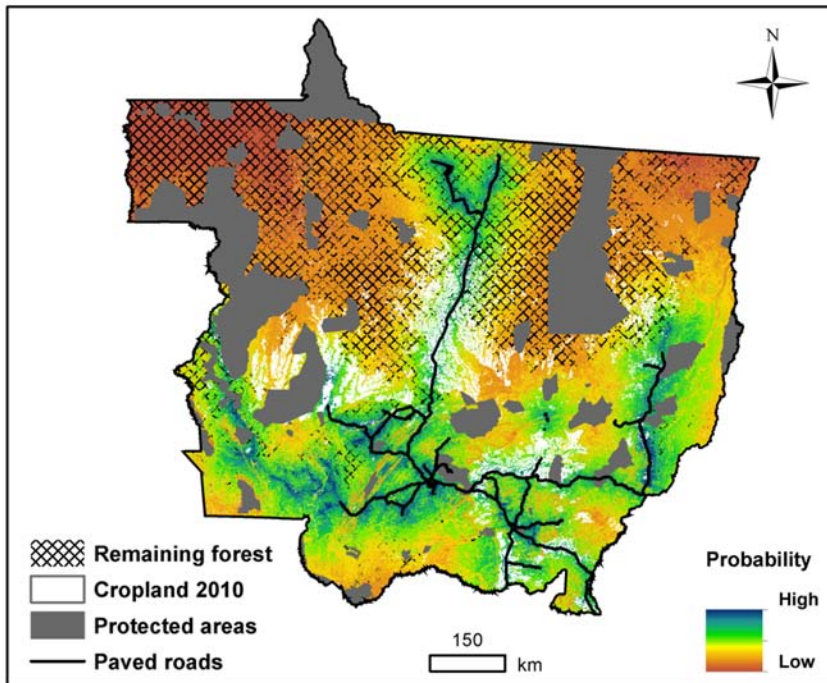 N
Remaining forest
Cropland 2010
Protected areas
Paved roads
150
km
Probability
High
Low